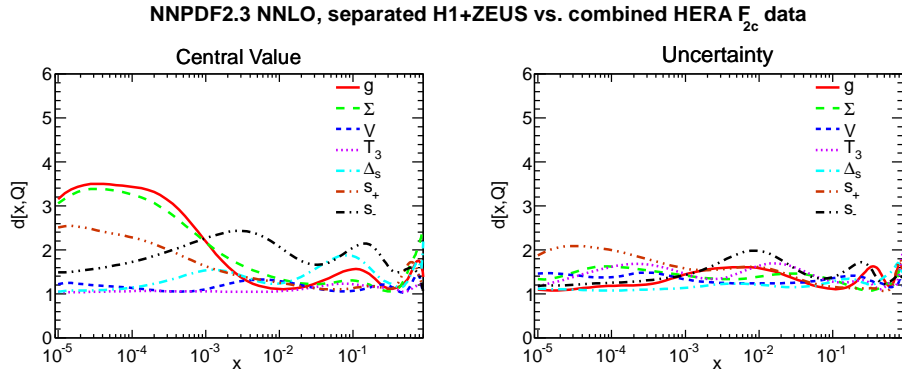 NNPDF2.3 NNLO, separated H1+ZEUS vs. combined HERA F₂c data
Central Value
d[x,Q]
6
5
4
3
2
1
0
g
Σ
V
T₃
Δₛ
s₊
s₋
10⁻⁵ 10⁻⁴ 10⁻³ 10⁻² 10⁻¹
x
Uncertainty
d[x,Q]
6
5
4
3
2
1
0
g
Σ
V
T₃
Δₛ
s₊
s₋
10⁻⁵ 10⁻⁴ 10⁻³ 10⁻² 10⁻¹
x